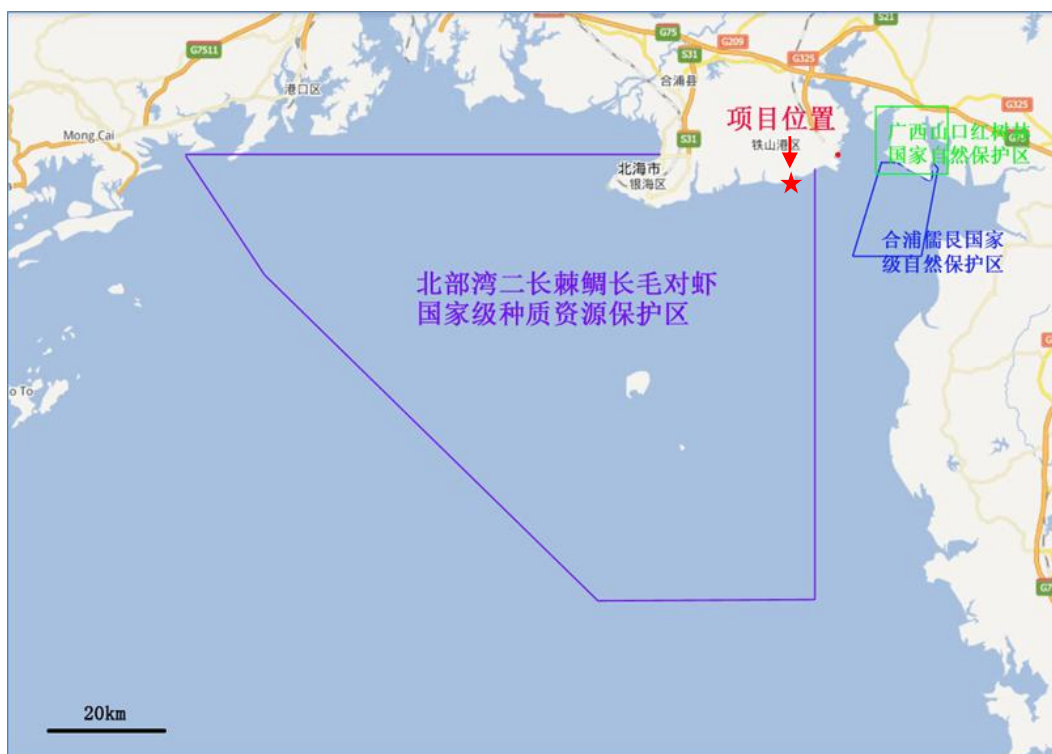 G7511
G75
S21
G209
S31
G325
合浦县
港口区
G325
Mong Cai
项目位置
广西山口红树林
国家自然保护区
铁山港区
S31
北海市
银海区
合浦儒艮国家
级自然保护区
北部湾二长棘鲷长毛对虾
国家级种质资源保护区
o To
20km